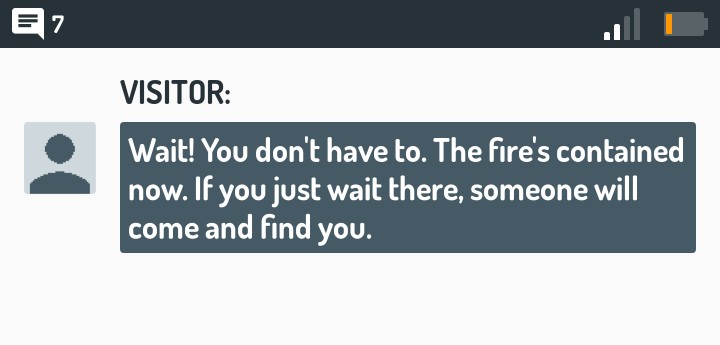 7
VISITOR:
Wait! You don't have to. The fire's contained
now. If you just wait there, someone will
come and find you.